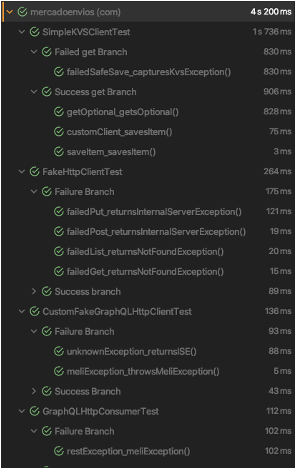 mercadoenvios (com) 4 s 200 ms
SimpleKVSClientTest 1 s 736 ms
Failed get Branch 830 ms
failedSafeSave_capturesKvsException() 830 ms
Success get Branch 906 ms
getOptional_getsOptional() 828 ms
customClient_savesItem() 75 ms
saveItem_savesItem() 3 ms
FakeHttpClientTest 264 ms
Failure Branch 175 ms
failedPut_returnsInternalServerException() 121 ms
failedPost_returnsInternalServerException() 19 ms
failedList_returnsNotFoundException() 20 ms
failedGet_returnsNotFoundException() 15 ms
Success branch 89 ms
CustomFakeGraphQLHttpClientTest 136 ms
Failure Branch 93 ms
unknownException_returnsISE() 88 ms
meliException_throwsMeliException() 5 ms
Success Branch 43 ms
GraphQLHttpConsumerTest 112 ms
Failure Branch 102 ms
restException_meliException() 102 ms